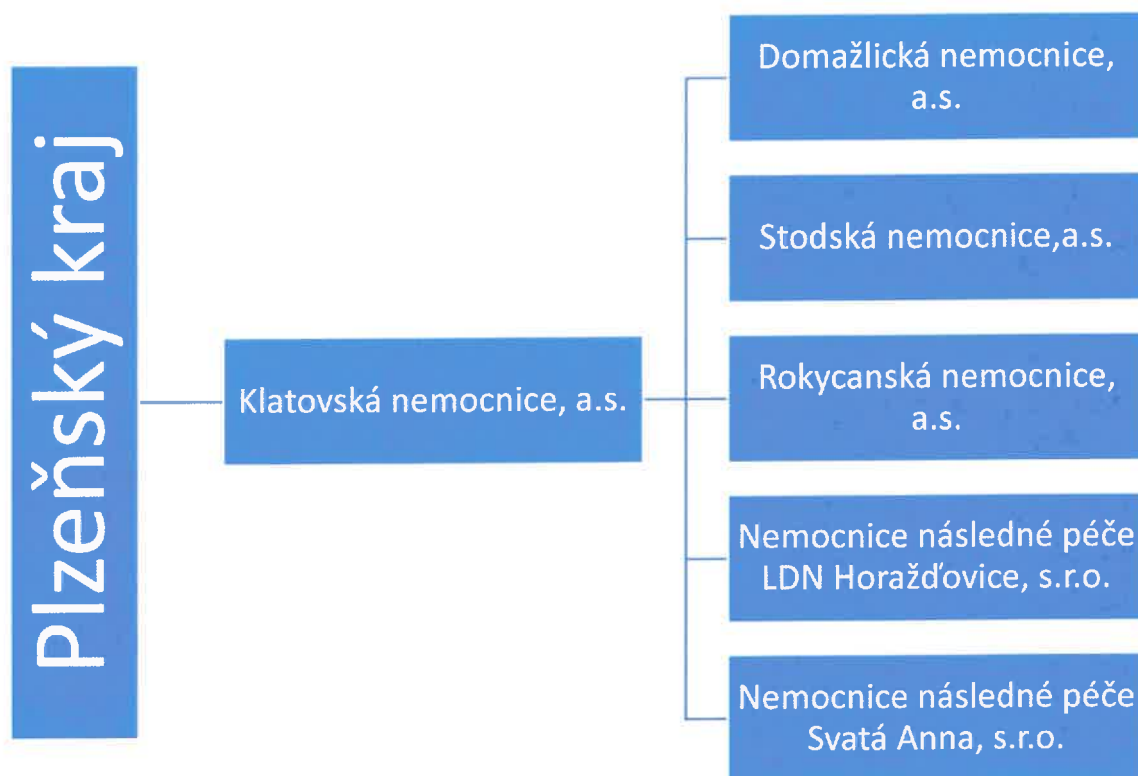 Plzeňský kraj
Klatovská nemocnice, a.s.
Domažlická nemocnice,
a.s.
Stodská nemocnice,a.s.
Rokycanská nemocnice,
a.s.
Nemocnice následné péče
LDN Horažďovice, s.r.o.
Nemocnice následné péče
Svatá Anna, s.r.o.